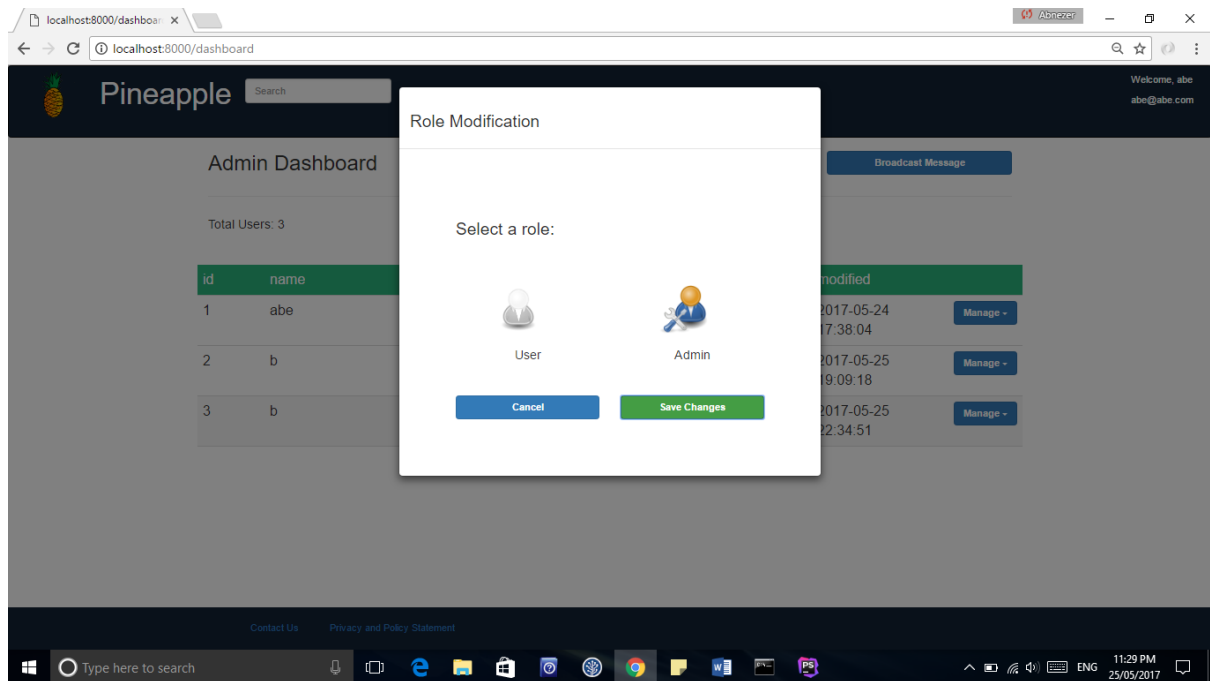 localhost:8000/dashboar
Abnezer
localhost:8000/dashboard
Pineapple
Search
Welcome, abe
abe@abe.com
Role Modification
Admin Dashboard
Broadcast Message
Total Users: 3
Select a role:
id name modified
1 abe 2017-05-24 17:38:04 Manage
2 b 2017-05-25 19:09:18 Manage
3 b 2017-05-25 22:34:51 Manage
User Admin
Cancel Save Changes
Contact Us Privacy and Policy Statement
Type here to search
ENG
11:29 PM
25/05/2017